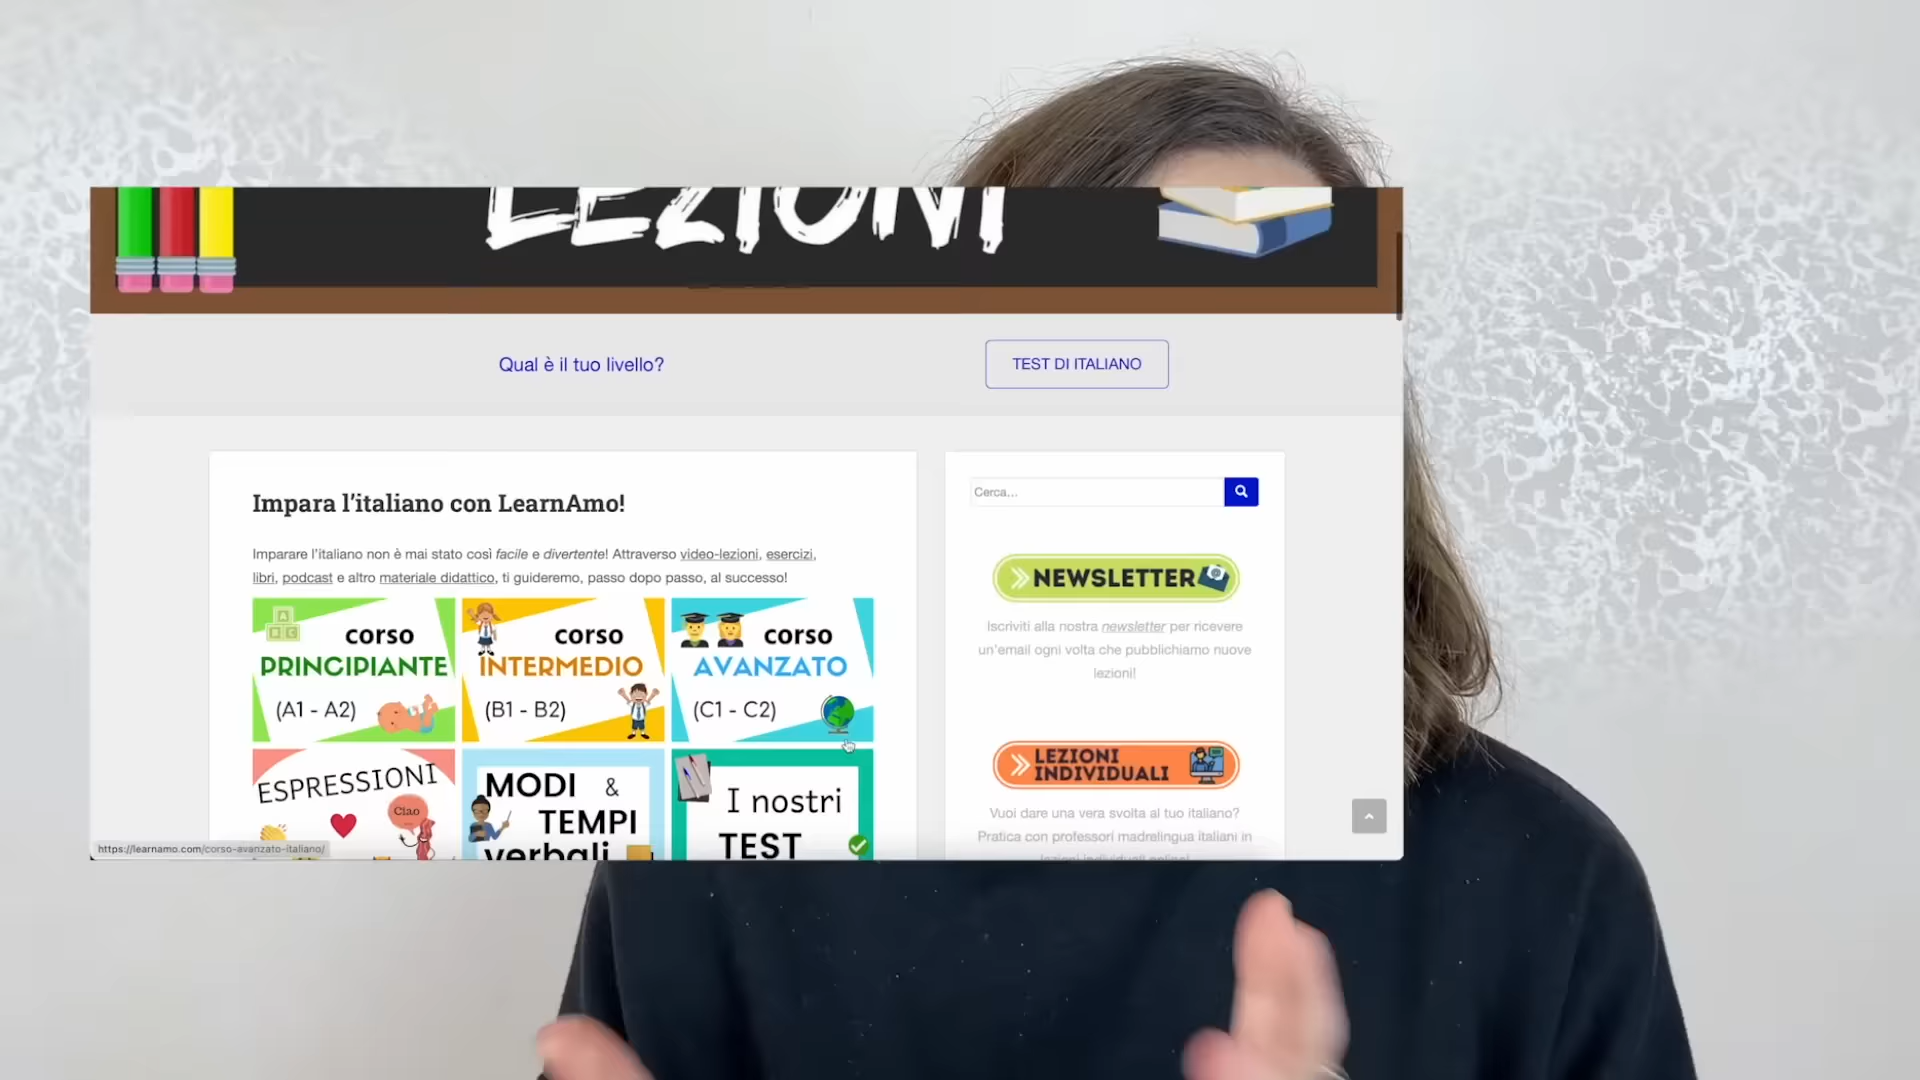 LEZIONI
Qual è il tuo livello?
TEST DI ITALIANO
Impara l'italiano con LearnAmo!
Imparare l'italiano non è mai stato così facile e divertente! Attraverso video-lezioni, esercizi,
libri, podcast e altro materiale didattico, ti guideremo, passo dopo passo, al successo!
corso
PRINCIPIANTE
(A1 - A2)
corso
INTERMEDIO
(B1 - B2)
corso
AVANZATO
(C1 - C2)
ESPRESSIONI
Ciao
MODI &
TEMPI
verbali
I nostri
TEST
Cerca...
NEWSLETTER
Iscriviti alla nostra newsletter per ricevere
un'email ogni volta che pubblichiamo nuove
lezioni!
LEZIONI
INDIVIDUALI
Vuoi dare una vera svolta al tuo italiano?
Pratica con professori madrelingua italiani in
lezioni individuali online!
https://learnamo.com/corso-avanzato-italiano/